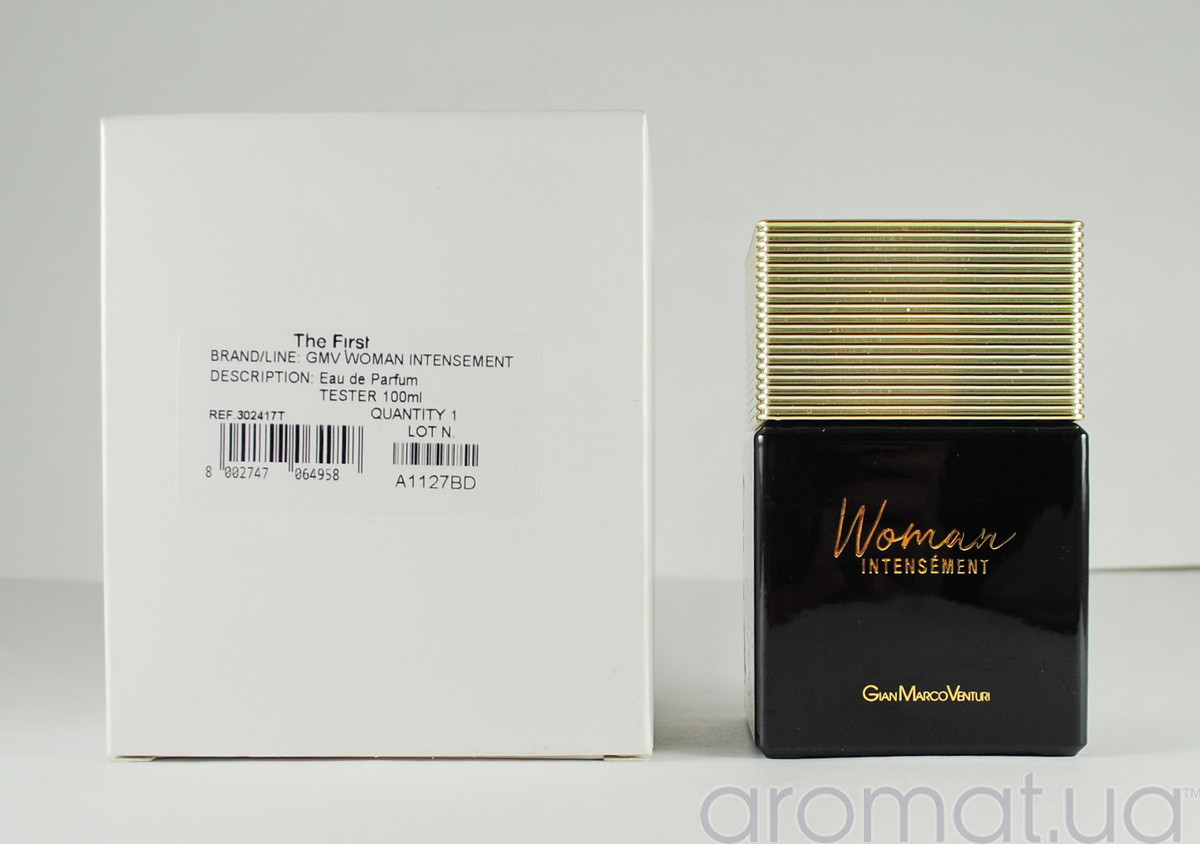 The First
BRAND/LINE: GMV WOMAN INTENSEMENT
DESCRIPTION: Eau de Parfum
TESTER 100ml
REF.302417T QUANTITY 1
LOT N.
8 002747 064958
A1127BD
Woman
INTENSÉMENT
GIANMARCOVENTURI
aromat.ua™